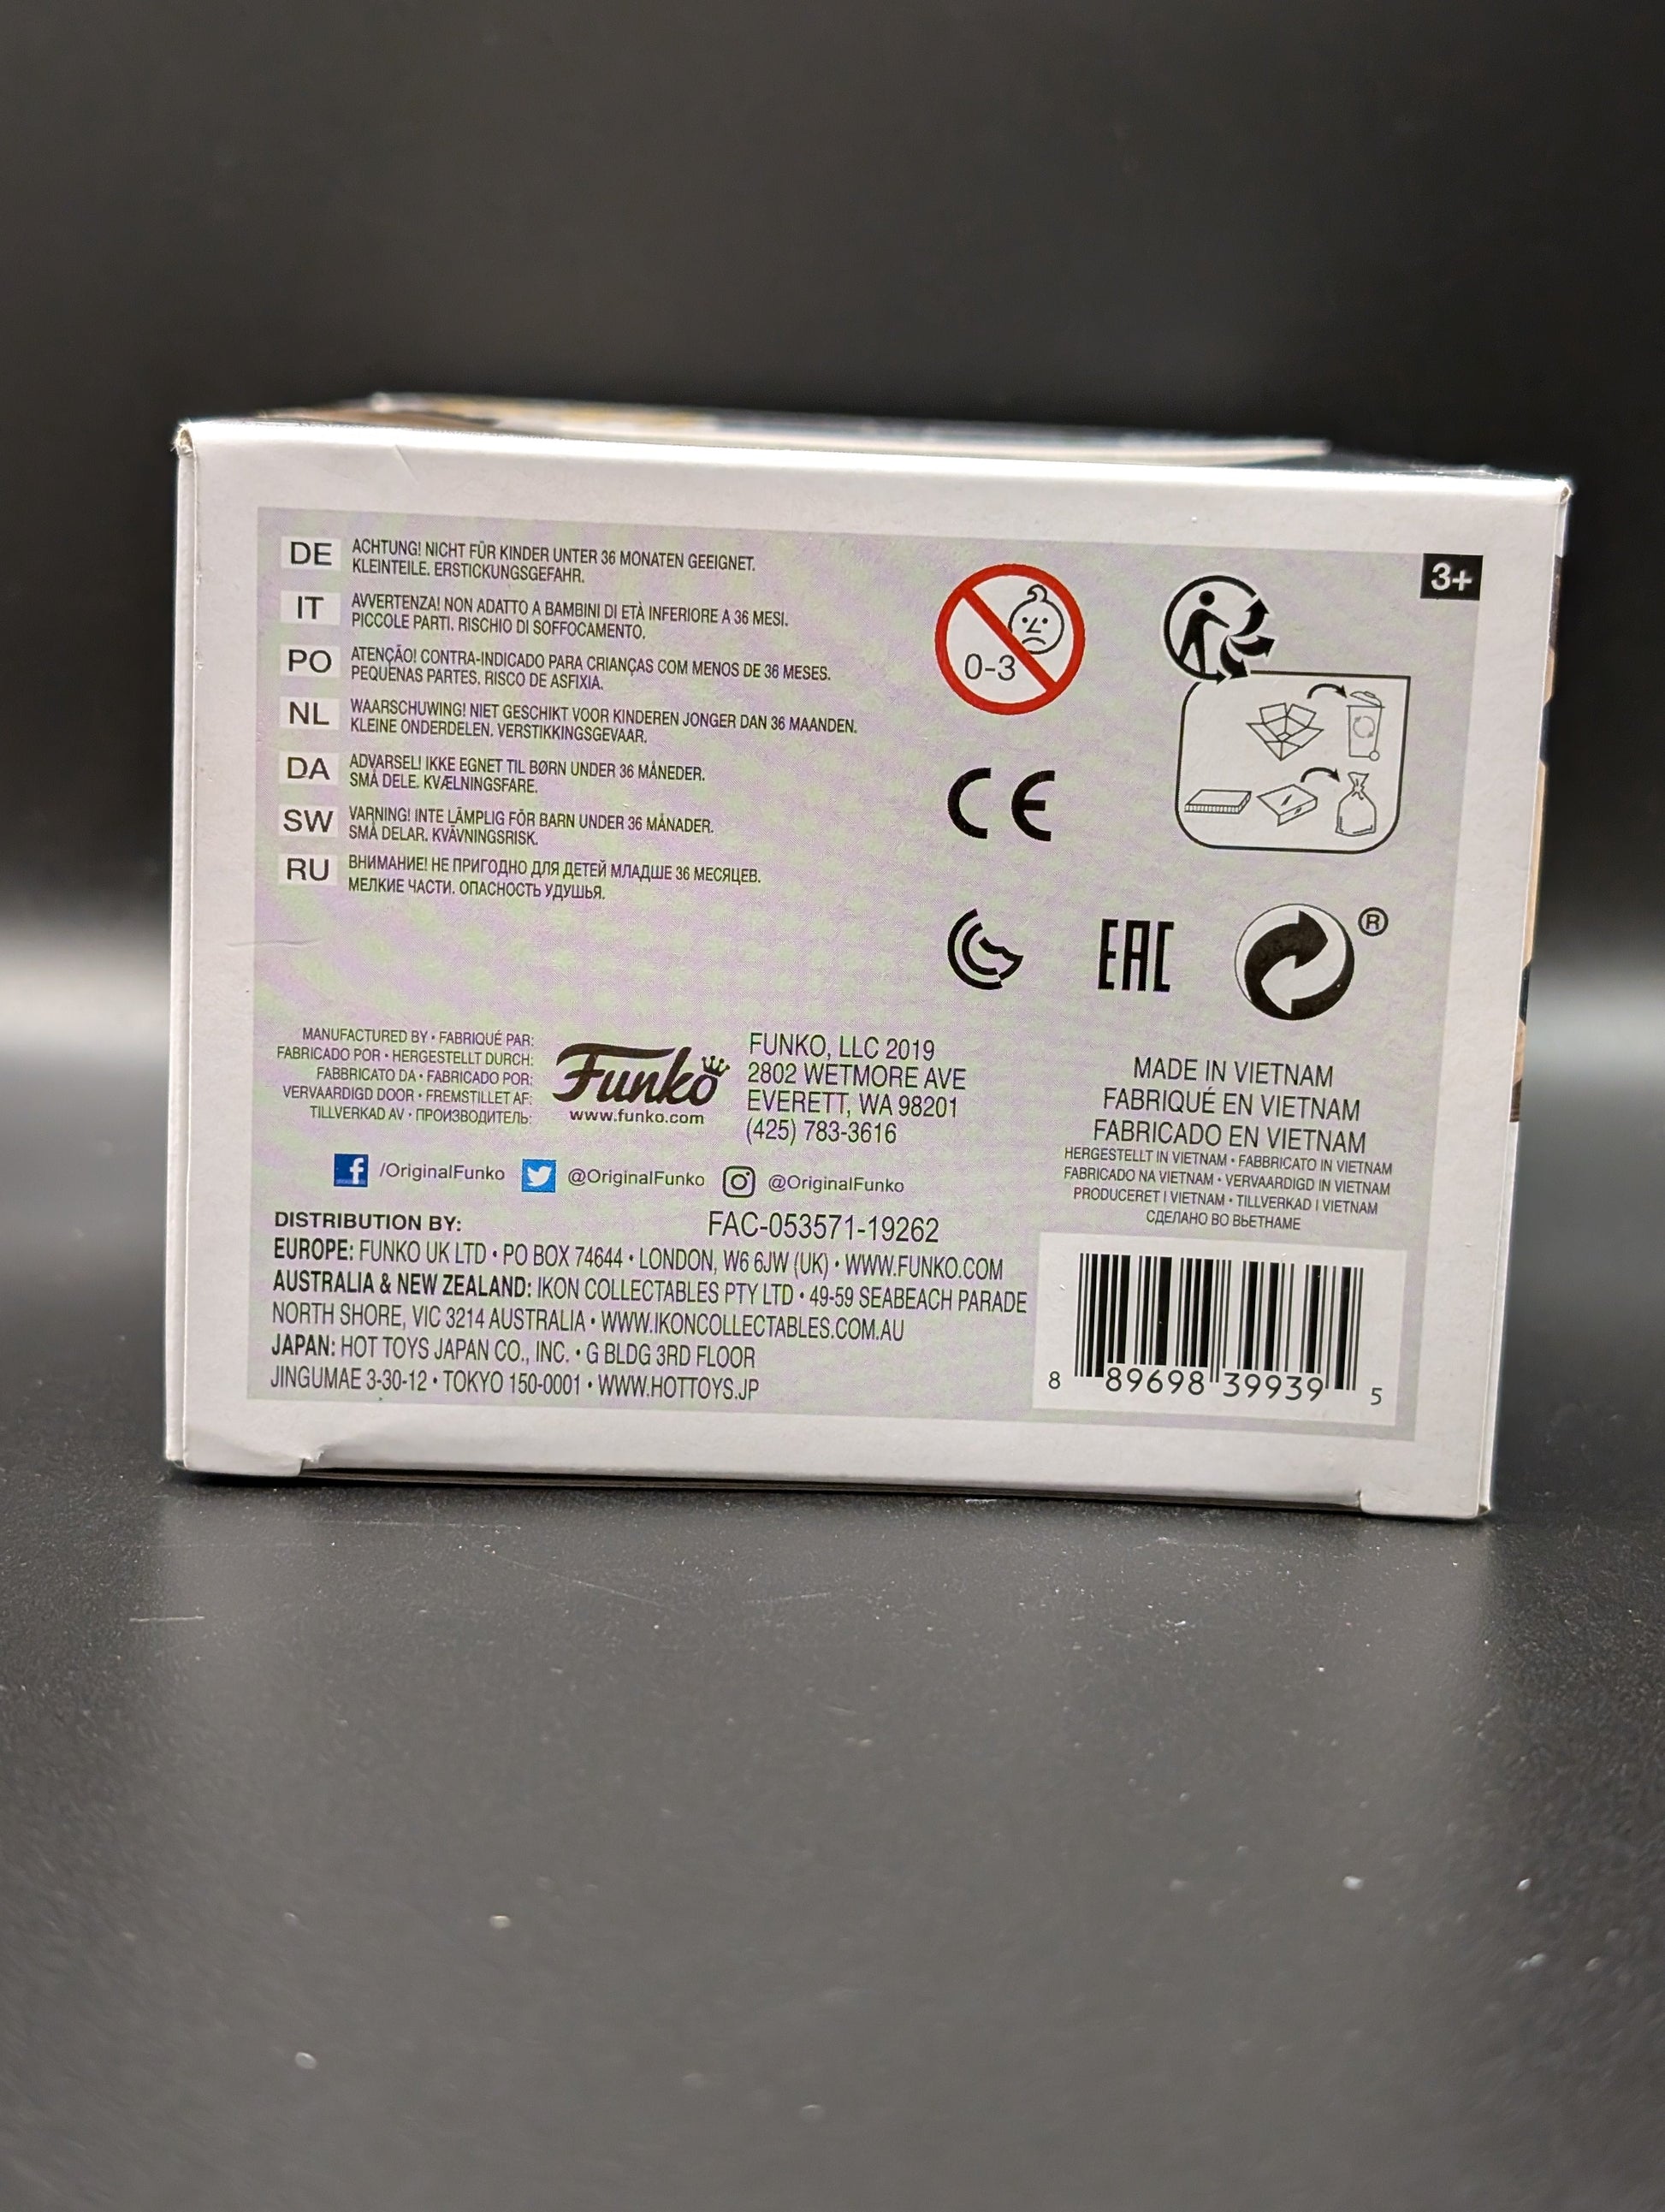 DE ACHTUNG! NICHT FÜR KINDER UNTER 36 MONATEN GEEIGNET.
KLEINTEILE. ERSTICKUNGSGEFAHR.
IT AVVERTENZA! NON ADATTO A BAMBINI DI ETÀ INFERIORE A 36 MESI.
PICCOLE PARTI. RISCHIO DI SOFFOCAMENTO.
PO ATENÇÃO! CONTRA-INDICADO PARA CRIANÇAS COM MENOS DE 36 MESES.
PEQUENAS PARTES. RISCO DE ASFIXIA.
NL WAARSCHUWING! NIET GESCHIKT VOOR KINDEREN JONGER DAN 36 MAANDEN.
KLEINE ONDERDELEN. VERSTIKKINGSGEVAAR.
DA ADVARSEL! IKKE EGNET TIL BØRN UNDER 36 MÅNEDER.
SMÅ DELE. KVÆLNINGSFARE.
SW VARNING! INTE LÄMPLIG FÖR BARN UNDER 36 MÅNADER.
SMÅ DELAR. KVÄVNINGSRISK.
RU ВНИМАНИЕ! НЕ ПРИГОДНО ДЛЯ ДЕТЕЙ МЛАДШЕ 36 МЕСЯЦЕВ.
МЕЛКИЕ ЧАСТИ. ОПАСНОСТЬ УДУШЬЯ.
0-3
3+
CE
EAC
®
MANUFACTURED BY • FABRIQUÉ PAR:
FABRICADO POR • HERGESTELLT DURCH:
FABBRICATO DA • FABRICADO POR:
VERVAARDIGD DOOR • FREMSTILLET AF:
TILLVERKAD AV • ПРОИЗВОДИТЕЛЬ:
Funko
www.funko.com
FUNKO, LLC 2019
2802 WETMORE AVE
EVERETT, WA 98201
(425) 783-3616
MADE IN VIETNAM
FABRIQUÉ EN VIETNAM
FABRICADO EN VIETNAM
HERGESTELLT IN VIETNAM • FABBRICATO IN VIETNAM
FABRICADO NA VIETNAM • VERVAARDIGD IN VIETNAM
PRODUCERET I VIETNAM • TILLVERKAD I VIETNAM
СДЕЛАНО ВО ВЬЕТНАМЕ
/OriginalFunko @OriginalFunko @OriginalFunko
DISTRIBUTION BY: FAC-053571-19262
EUROPE: FUNKO UK LTD • PO BOX 74644 • LONDON, W6 6JW (UK) • WWW.FUNKO.COM
AUSTRALIA & NEW ZEALAND: IKON COLLECTABLES PTY LTD • 49-59 SEABEACH PARADE
NORTH SHORE, VIC 3214 AUSTRALIA • WWW.IKONCOLLECTABLES.COM.AU
JAPAN: HOT TOYS JAPAN CO., INC. • G BLDG 3RD FLOOR
JINGUMAE 3-30-12 • TOKYO 150-0001 • WWW.HOTTOYS.JP
8 89698 39939 5